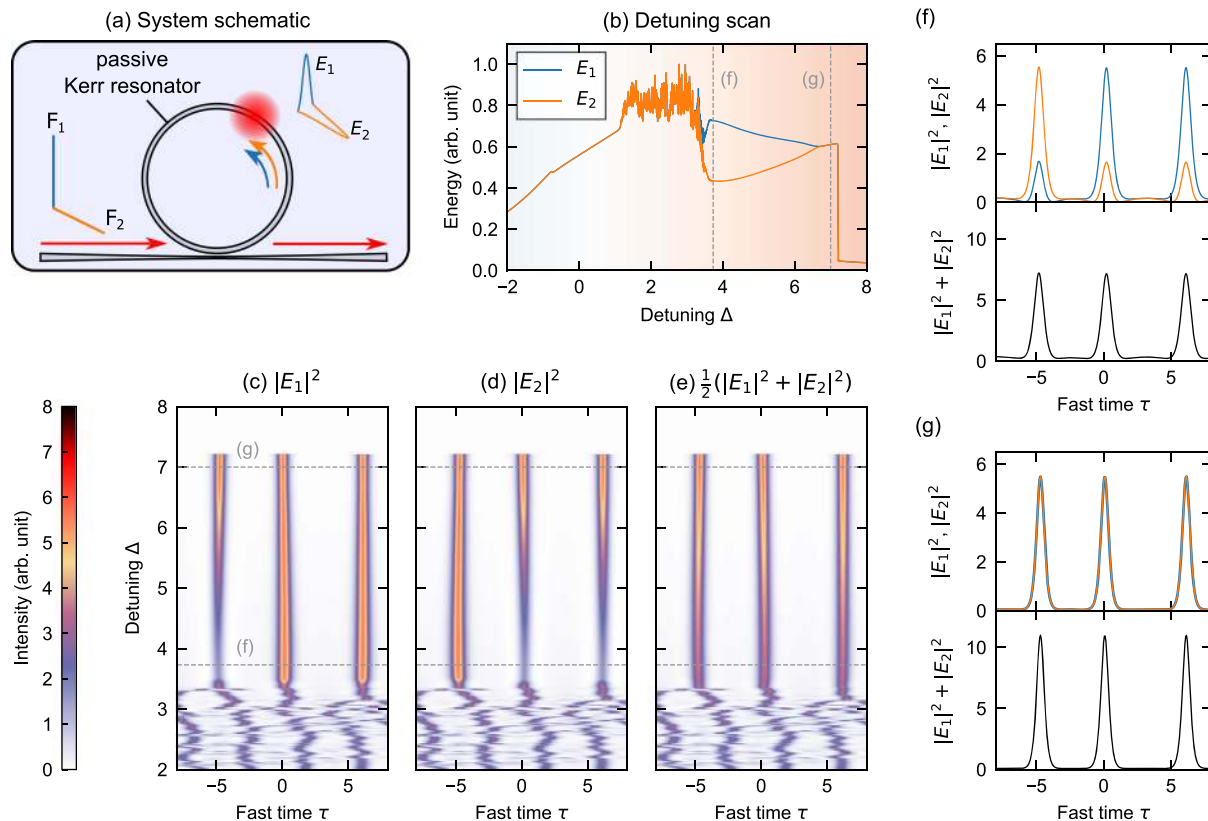 (a) System schematic
passive
Kerr resonator
E₁
E₂
F₁
F₂
(b) Detuning scan
Energy (arb. unit)
1.0
0.8
0.6
0.4
0.2
0.0
E₁
E₂
(f)
(g)
−2 0 2 4 6 8
Detuning Δ
(f)
|E₁|², |E₂|²
6
4
2
0
|E₁|² + |E₂|²
10
5
0
−5 0 5
Fast time τ
Intensity (arb. unit)
8
7
6
5
4
3
2
1
0
(c) |E₁|²
Detuning Δ
8
7
6
5
4
3
2
(g)
(f)
−5 0 5
Fast time τ
(d) |E₂|²
−5 0 5
Fast time τ
(e) ½(|E₁|² + |E₂|²)
−5 0 5
Fast time τ
(g)
|E₁|², |E₂|²
6
4
2
0
|E₁|² + |E₂|²
10
5
0
−5 0 5
Fast time τ